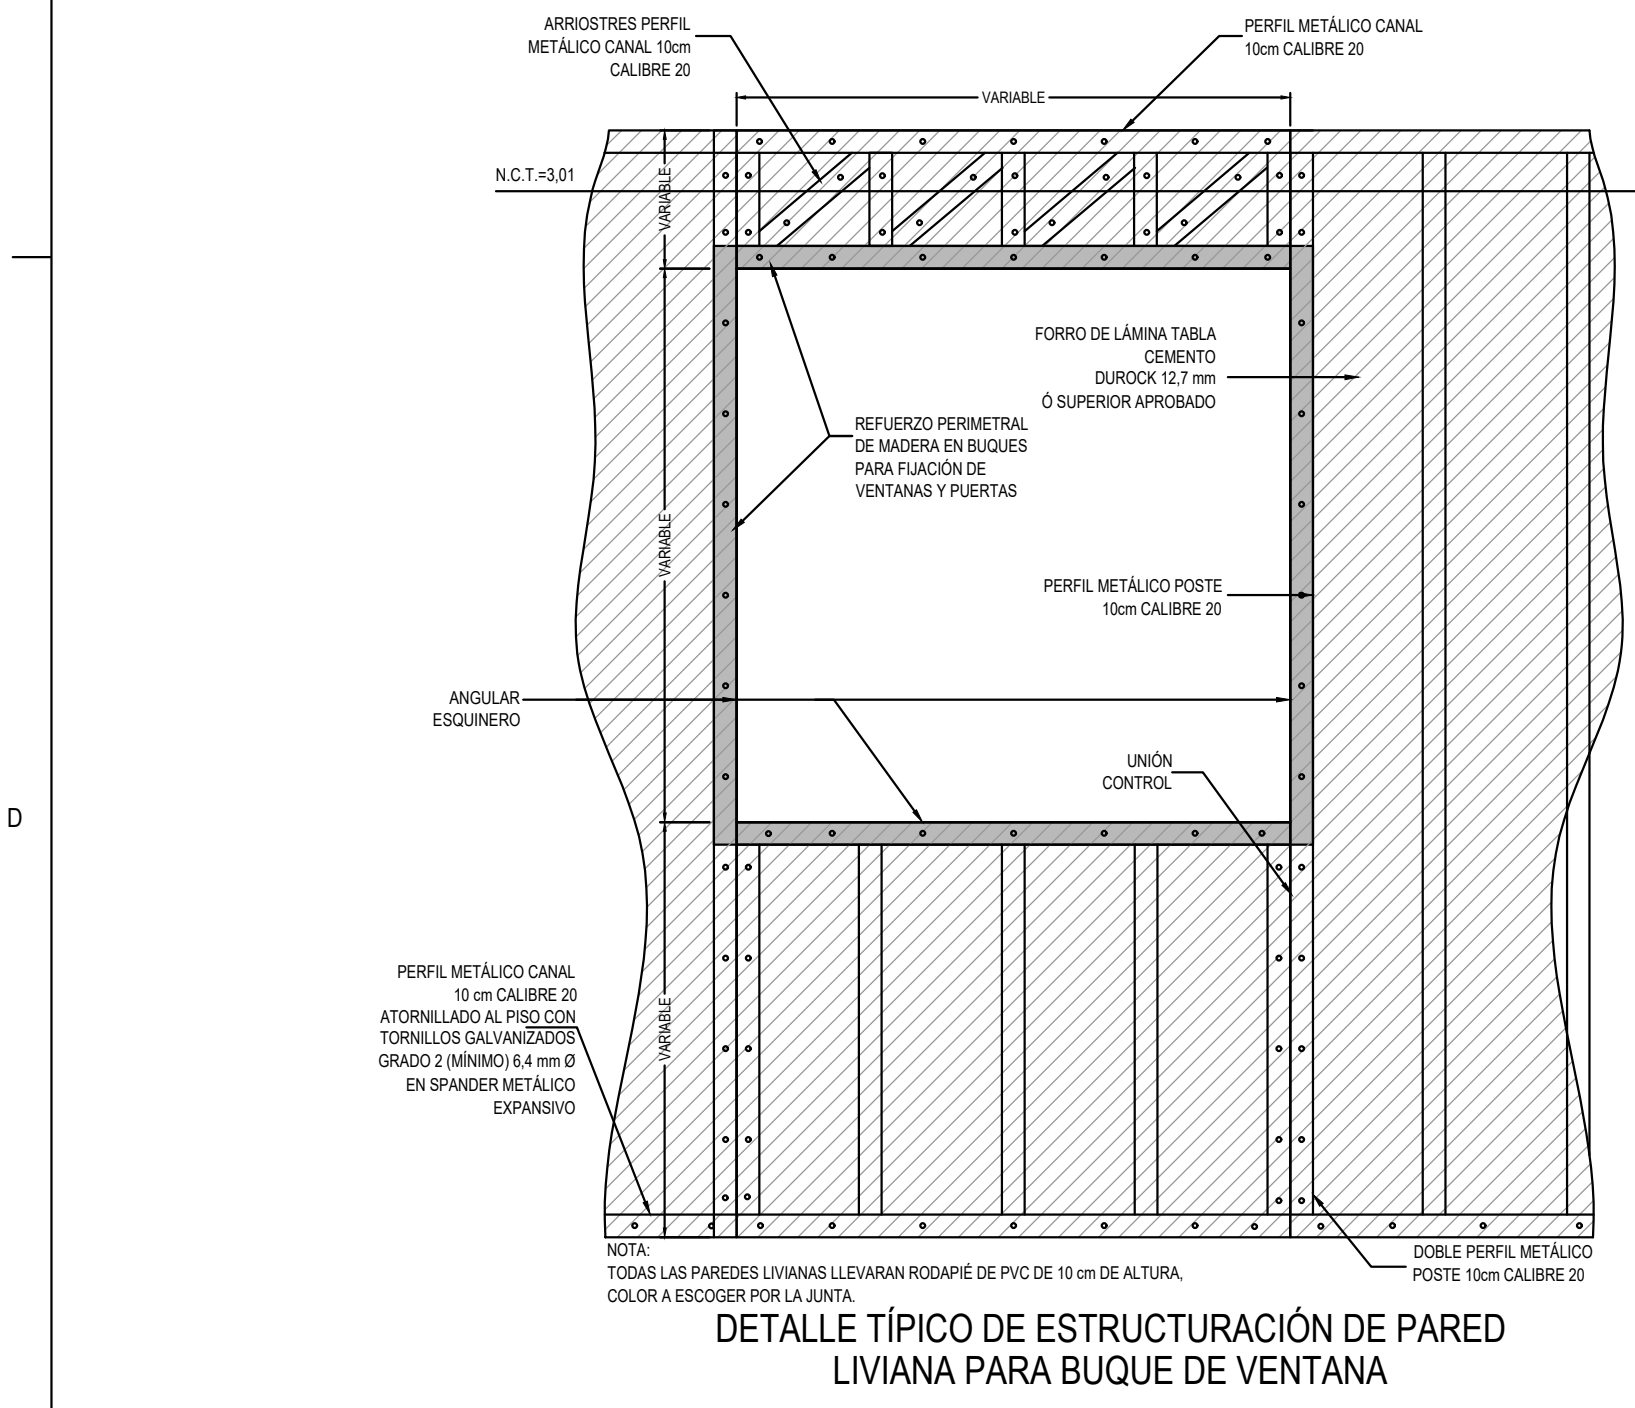 ARRIOSTRES PERFIL
METÁLICO CANAL 10cm
CALIBRE 20
PERFIL METÁLICO CANAL
10cm CALIBRE 20
VARIABLE
N.C.T.=3,01
VARIABLE
FORRO DE LÁMINA TABLA
CEMENTO
DUROCK 12,7 mm
Ó SUPERIOR APROBADO
REFUERZO PERIMETRAL
DE MADERA EN BUQUES
PARA FIJACIÓN DE
VENTANAS Y PUERTAS
VARIABLE
PERFIL METÁLICO POSTE
10cm CALIBRE 20
ANGULAR
ESQUINERO
UNIÓN
CONTROL
D
PERFIL METÁLICO CANAL
10 cm CALIBRE 20
ATORNILLADO AL PISO CON
TORNILLOS GALVANIZADOS
GRADO 2 (MÍNIMO) 6,4 mm Ø
EN SPANDER METÁLICO
EXPANSIVO
VARIABLE
NOTA:
TODAS LAS PAREDES LIVIANAS LLEVARAN RODAPIÉ DE PVC DE 10 cm DE ALTURA,
COLOR A ESCOGER POR LA JUNTA.
DOBLE PERFIL METÁLICO
POSTE 10cm CALIBRE 20
DETALLE TÍPICO DE ESTRUCTURACIÓN DE PARED
LIVIANA PARA BUQUE DE VENTANA